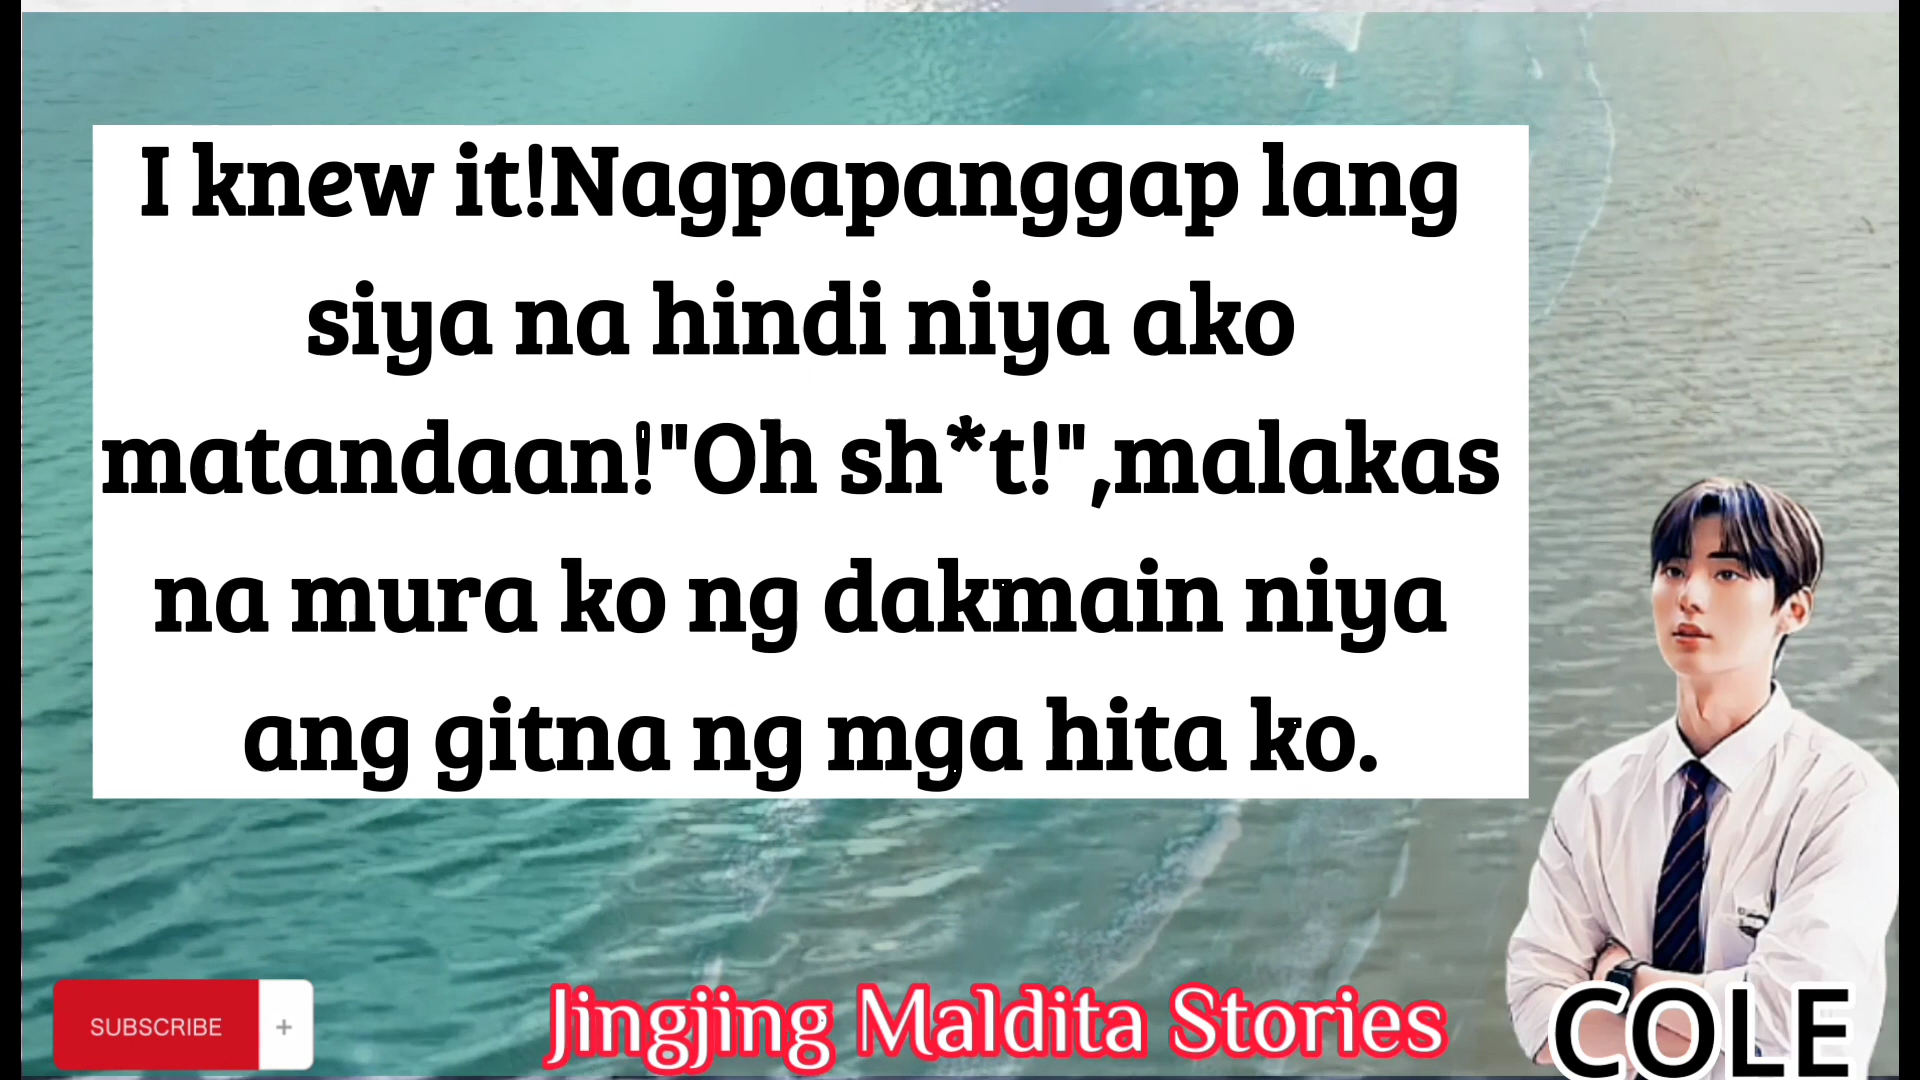 I knew it!Nagpapanggap lang
siya na hindi niya ako
matandaan!"Oh sh*t!",malakas
na mura ko ng dakmain niya
ang gitna ng mga hita ko.
SUBSCRIBE +
Jingjing Maldita Stories
COLE